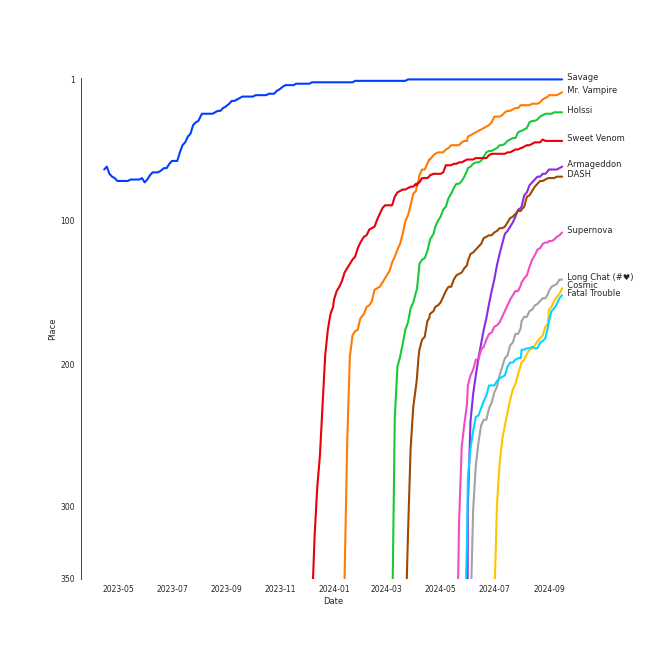 1
100
200
300
350
Place
2023-05
2023-07
2023-09
2023-11
2024-01
2024-03
2024-05
2024-07
2024-09
Date
Savage
Mr. Vampire
Holssi
Sweet Venom
Armageddon
DASH
Supernova
Long Chat (#♥)
Cosmic
Fatal Trouble